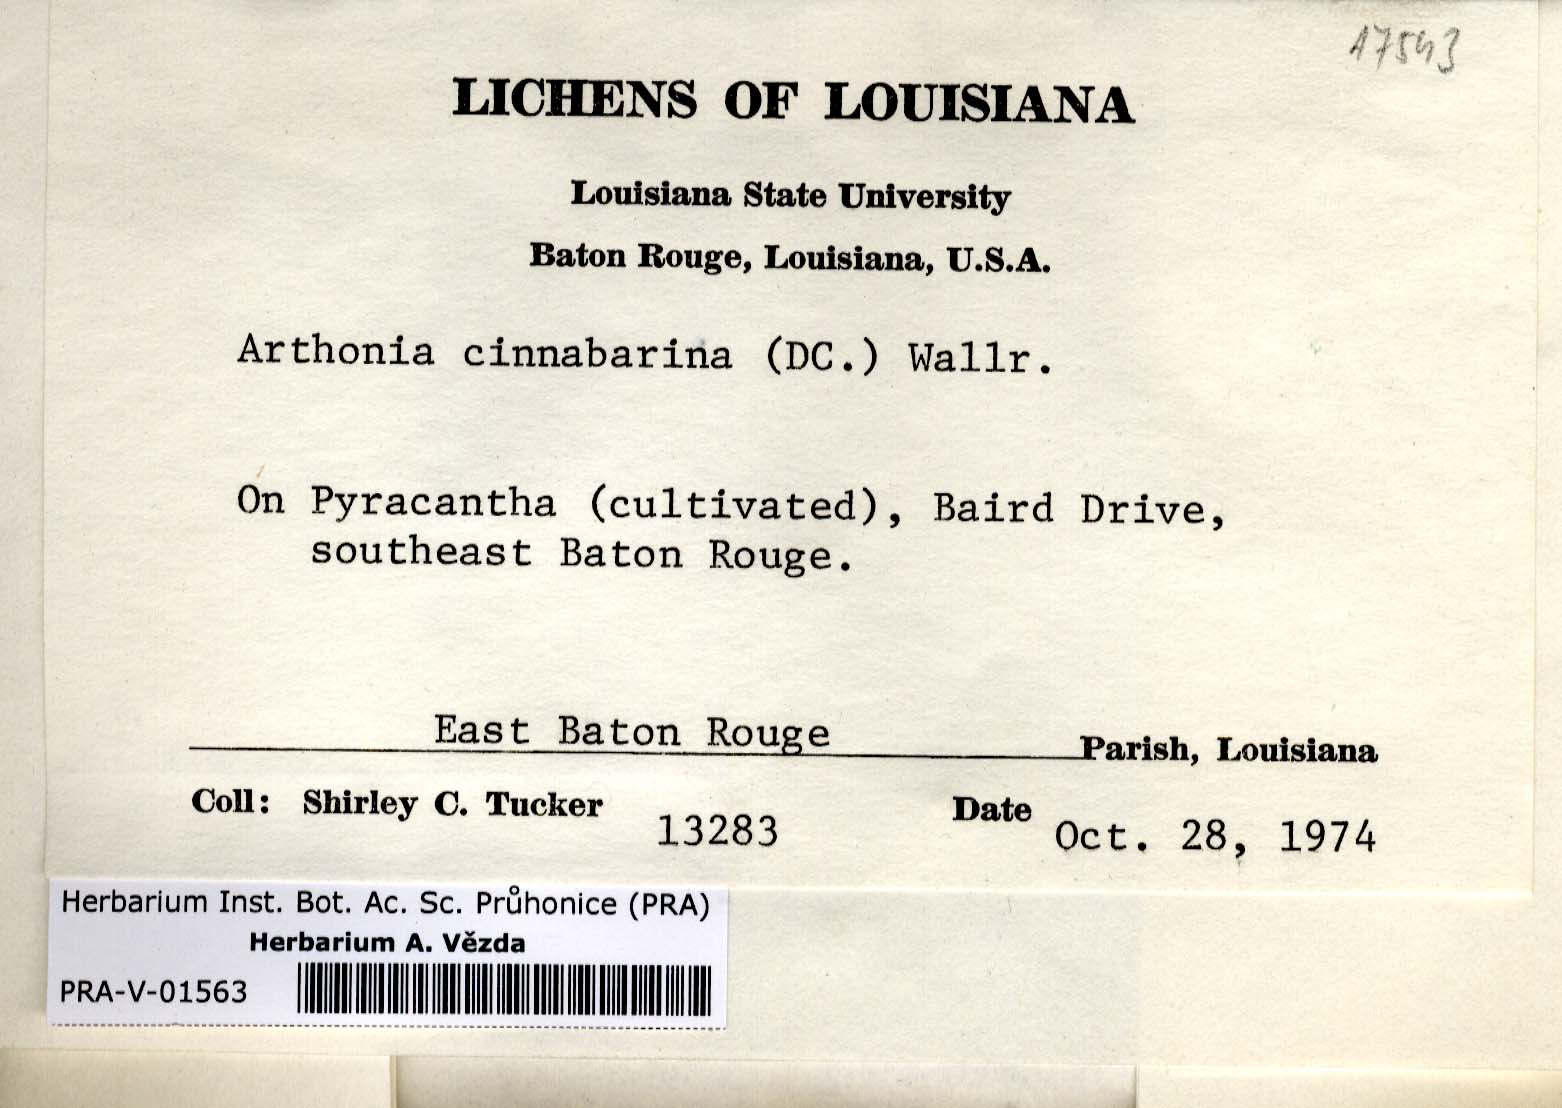 17543
LICHENS OF LOUISIANA
Louisiana State University
Baton Rouge, Louisiana, U.S.A.
Arthonia cinnabarina (DC.) Wallr.
On Pyracantha (cultivated), Baird Drive,
southeast Baton Rouge.
East Baton Rouge Parish, Louisiana
Coll: Shirley C. Tucker 13283 Date Oct. 28, 1974
Herbarium Inst. Bot. Ac. Sc. Průhonice (PRA)
Herbarium A. Vězda
PRA-V-01563